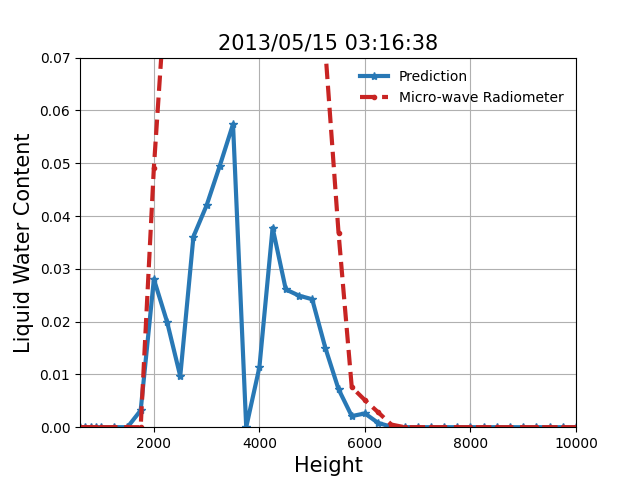 2013/05/15 03:16:38
0.07
0.06
0.05
0.04
0.03
0.02
0.01
0.00
Liquid Water Content
Prediction
Micro-wave Radiometer
2000 4000 6000 8000 10000
Height